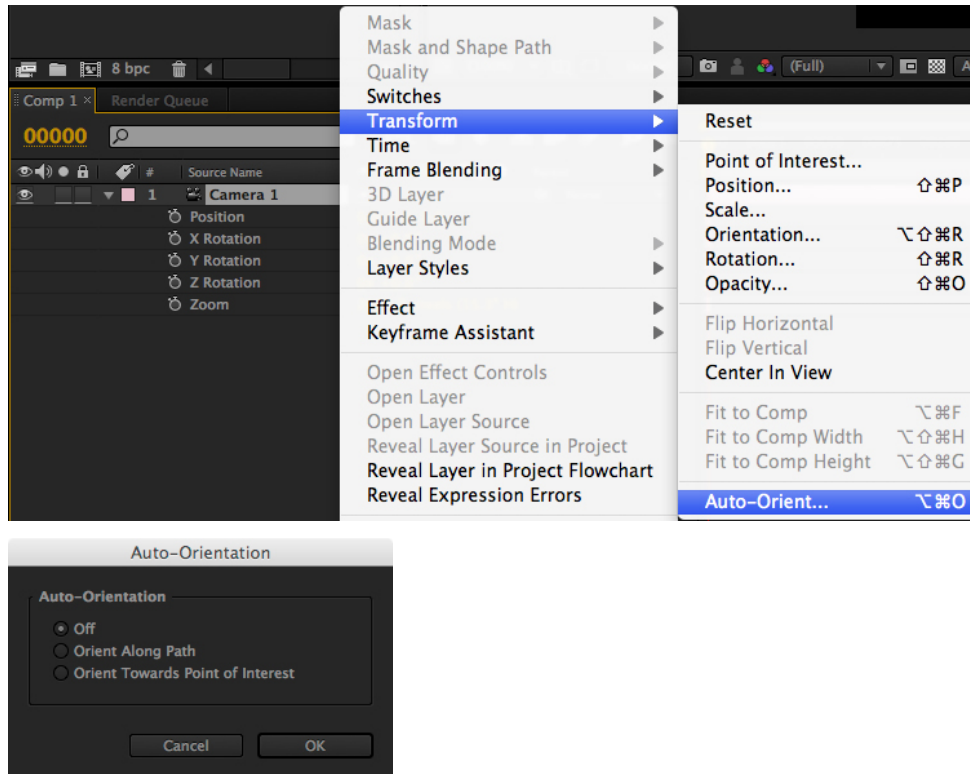 8 bpc
Comp 1 ×
Render Queue
00000
# Source Name
1 Camera 1
Position
X Rotation
Y Rotation
Z Rotation
Zoom
Mask
Mask and Shape Path
Quality
Switches
Transform
Time
Frame Blending
3D Layer
Guide Layer
Blending Mode
Layer Styles
Effect
Keyframe Assistant
Open Effect Controls
Open Layer
Open Layer Source
Reveal Layer Source in Project
Reveal Layer in Project Flowchart
Reveal Expression Errors
(Full)
A
Reset
Point of Interest...
Position... ⇧⌘P
Scale...
Orientation... ⌥⇧⌘R
Rotation... ⇧⌘R
Opacity... ⇧⌘O
Flip Horizontal
Flip Vertical
Center In View
Fit to Comp ⌥⌘F
Fit to Comp Width ⌥⇧⌘H
Fit to Comp Height ⌥⇧⌘G
Auto-Orient... ⌥⌘O
Auto-Orientation
Auto-Orientation
Off
Orient Along Path
Orient Towards Point of Interest
Cancel OK